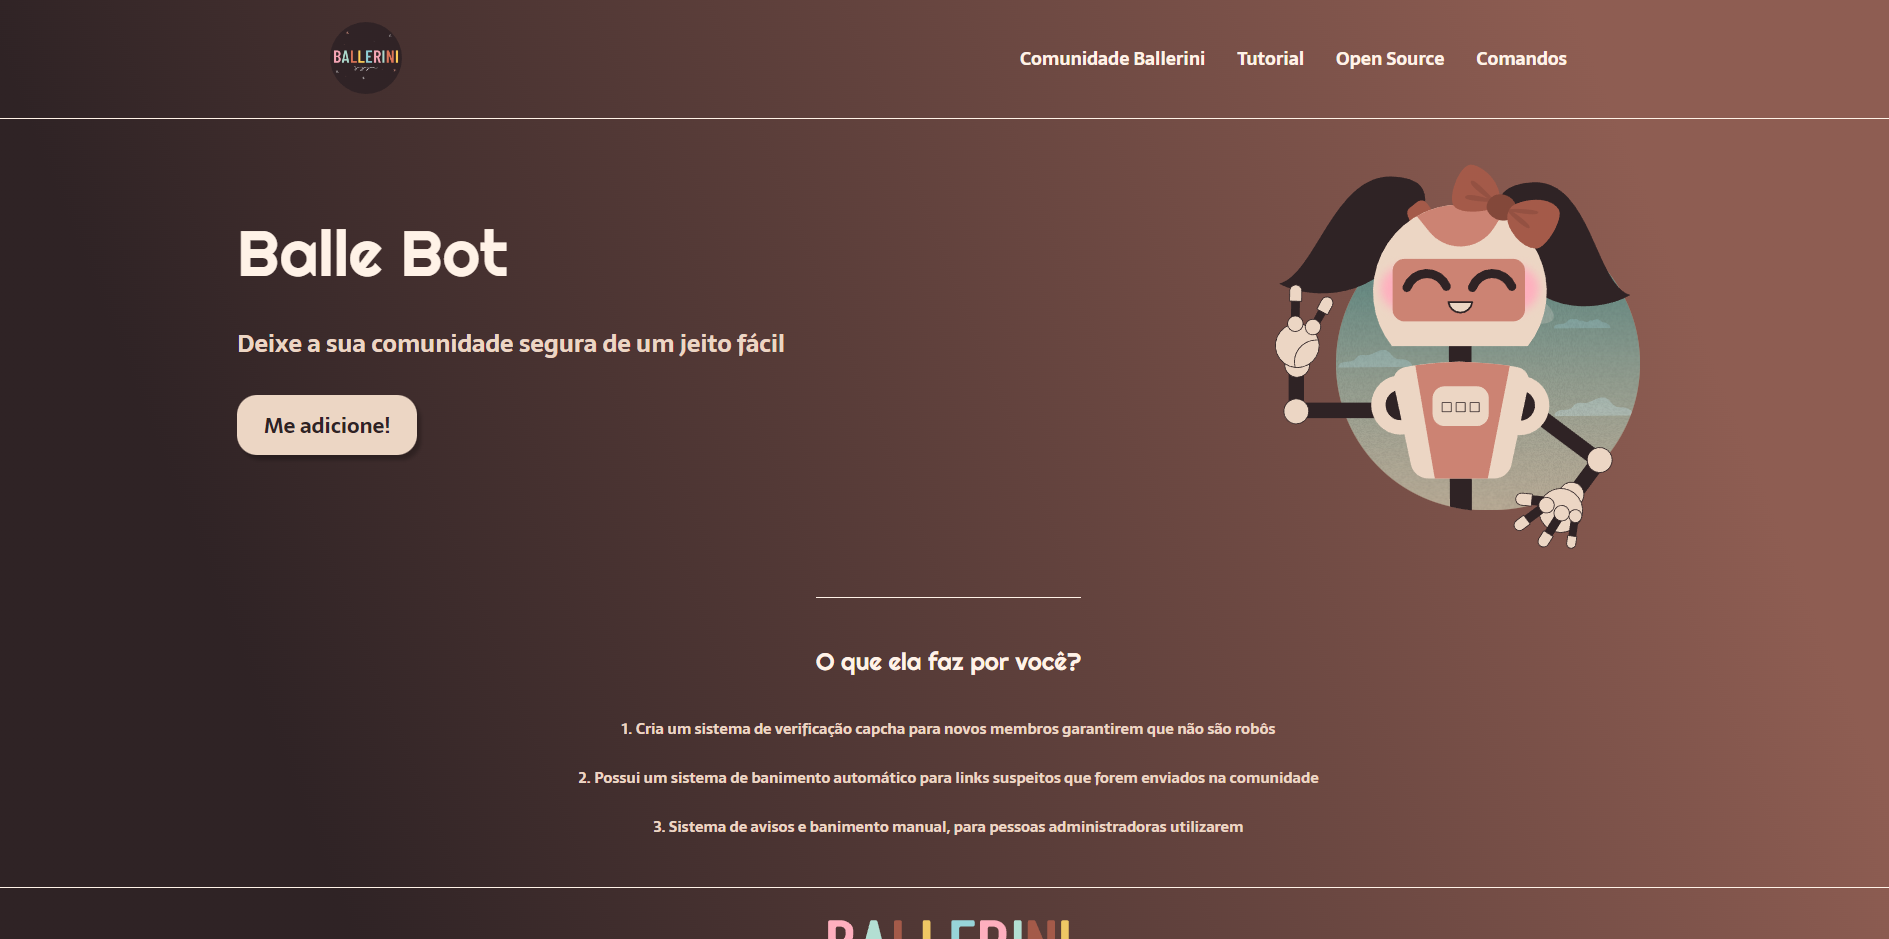 BALLERINI
Comunidade Ballerini
Tutorial
Open Source
Comandos
Balle Bot
Deixe a sua comunidade segura de um jeito fácil
Me adicione!
O que ela faz por você?
1. Cria um sistema de verificação capcha para novos membros garantirem que não são robôs
2. Possui um sistema de banimento automático para links suspeitos que forem enviados na comunidade
3. Sistema de avisos e banimento manual, para pessoas administradoras utilizarem
BALLERINI